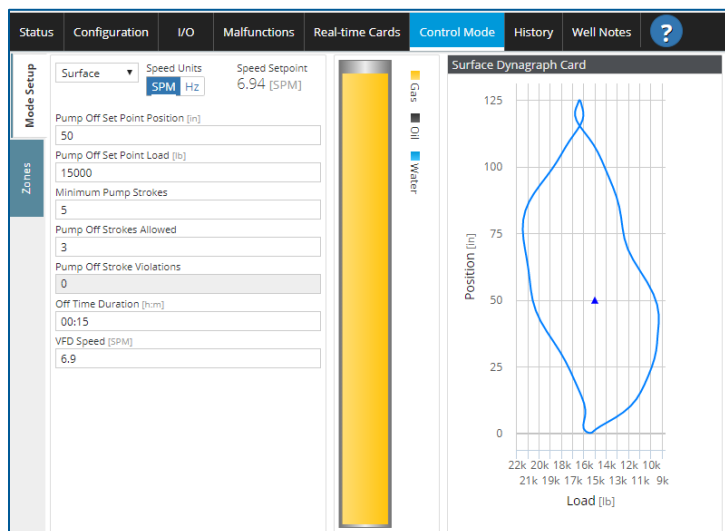 Status Configuration I/O Malfunctions Real-time Cards Control Mode History Well Notes ?
Mode Setup
Zones
Surface
Speed Units
SPM Hz
Speed Setpoint
6.94 [SPM]
Pump Off Set Point Position [in]
50
Pump Off Set Point Load [lb]
15000
Minimum Pump Strokes
5
Pump Off Strokes Allowed
3
Pump Off Stroke Violations
0
Off Time Duration [h:m]
00:15
VFD Speed [SPM]
6.9
Gas
Oil
Water
Surface Dynagraph Card
Position [in]
125
100
75
50
25
0
22k 20k 18k 16k 14k 12k 10k
21k 19k 17k 15k 13k 11k 9k
Load [lb]